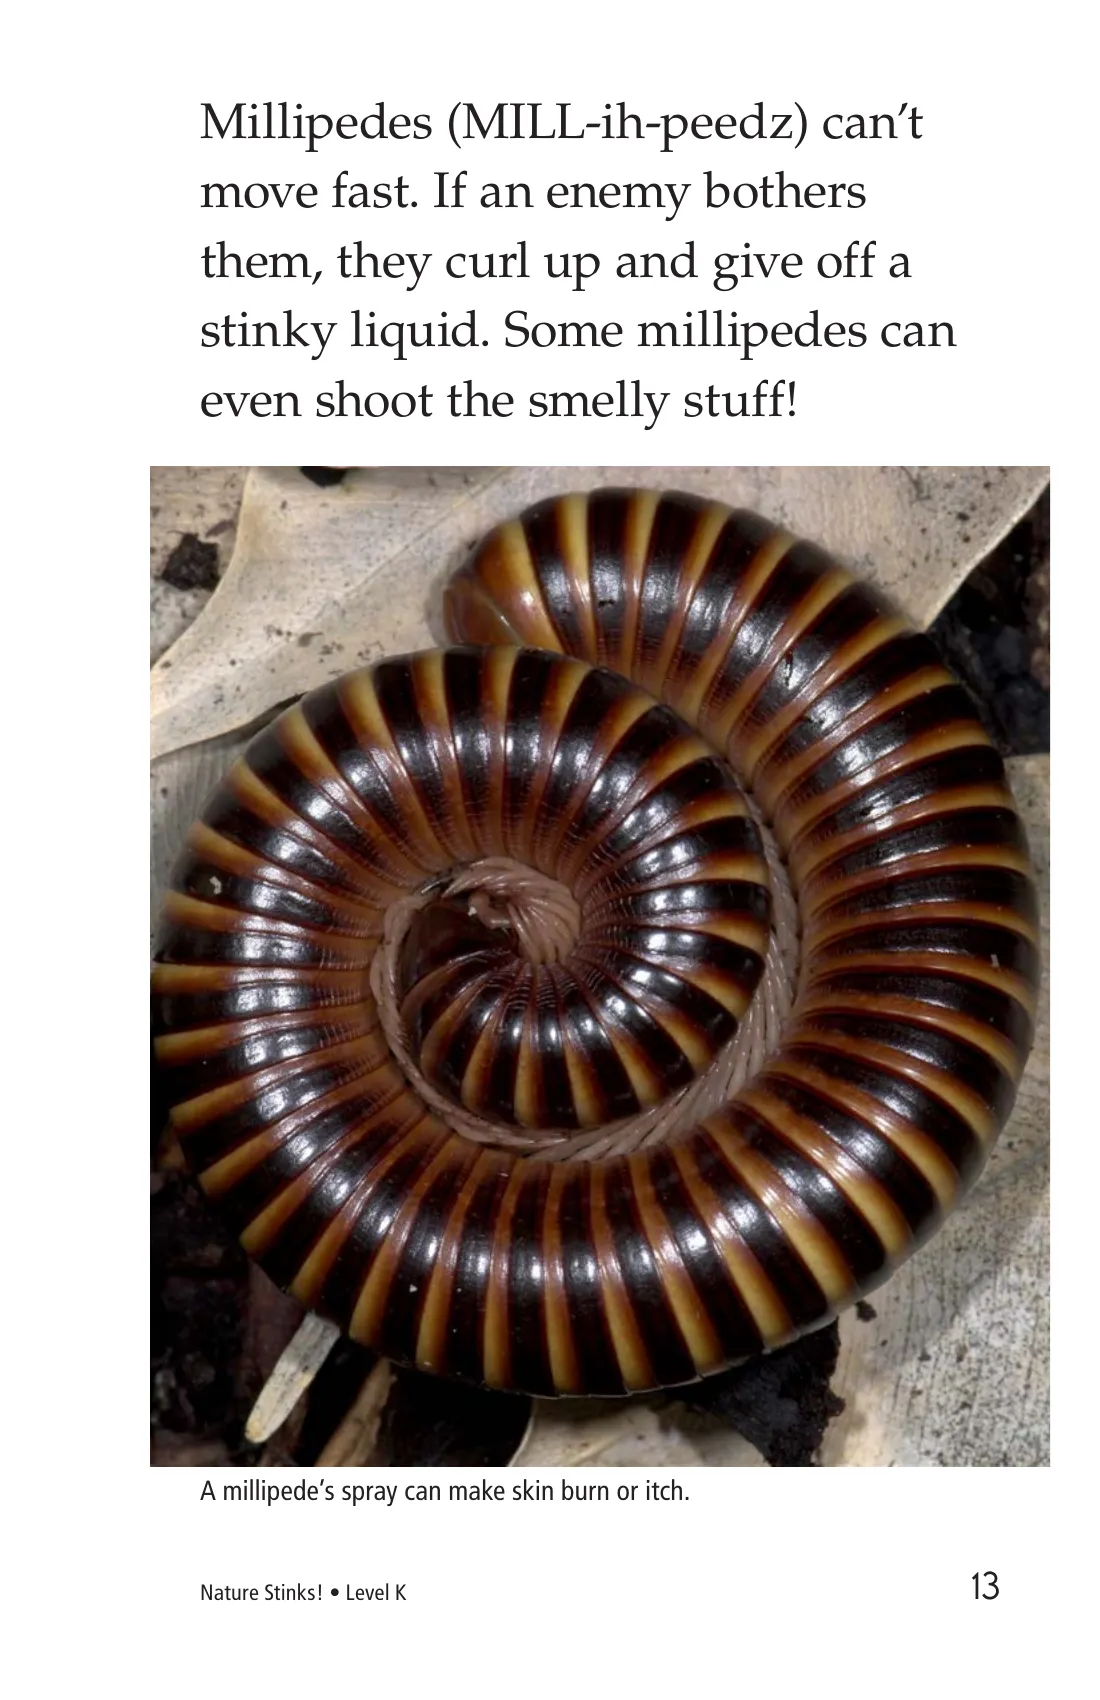 Millipedes (MILL-ih-peedz) can’t
move fast. If an enemy bothers
them, they curl up and give off a
stinky liquid. Some millipedes can
even shoot the smelly stuff!
A millipede’s spray can make skin burn or itch.
Nature Stinks! • Level K
13